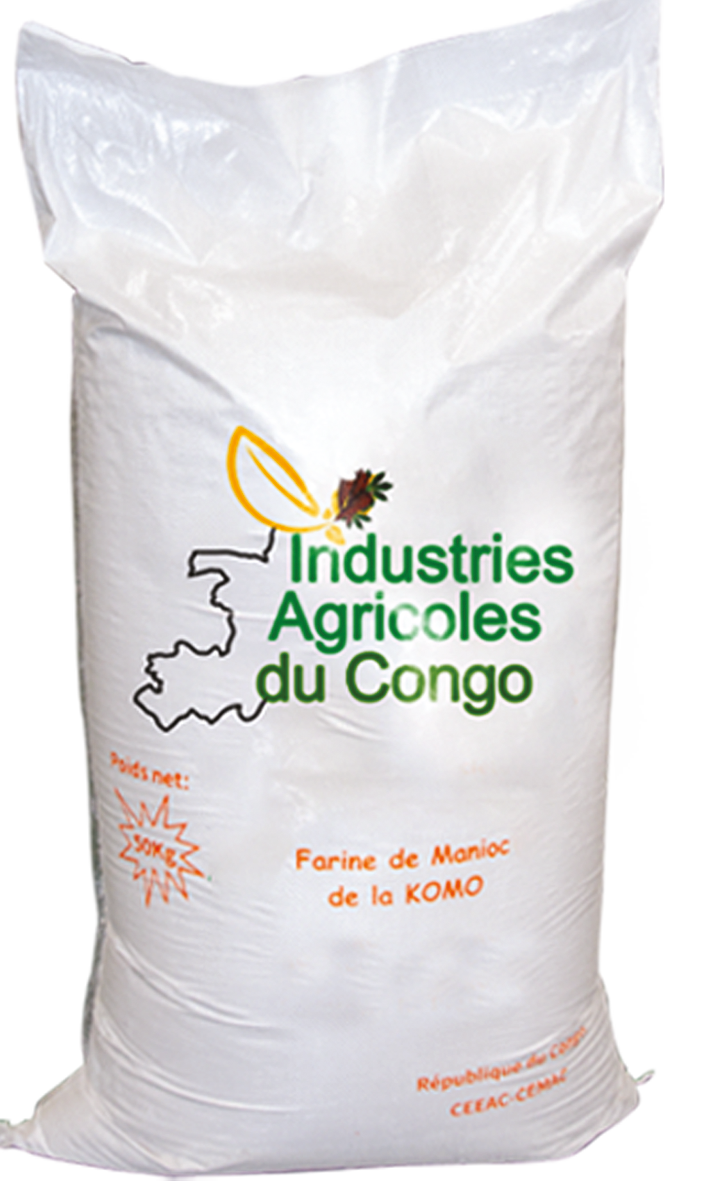 Industries
Agricoles
du Congo
Poids net:
50Kg
Farine de Manioc
de la KOMO
République du Congo
CEEAC-CEMAC